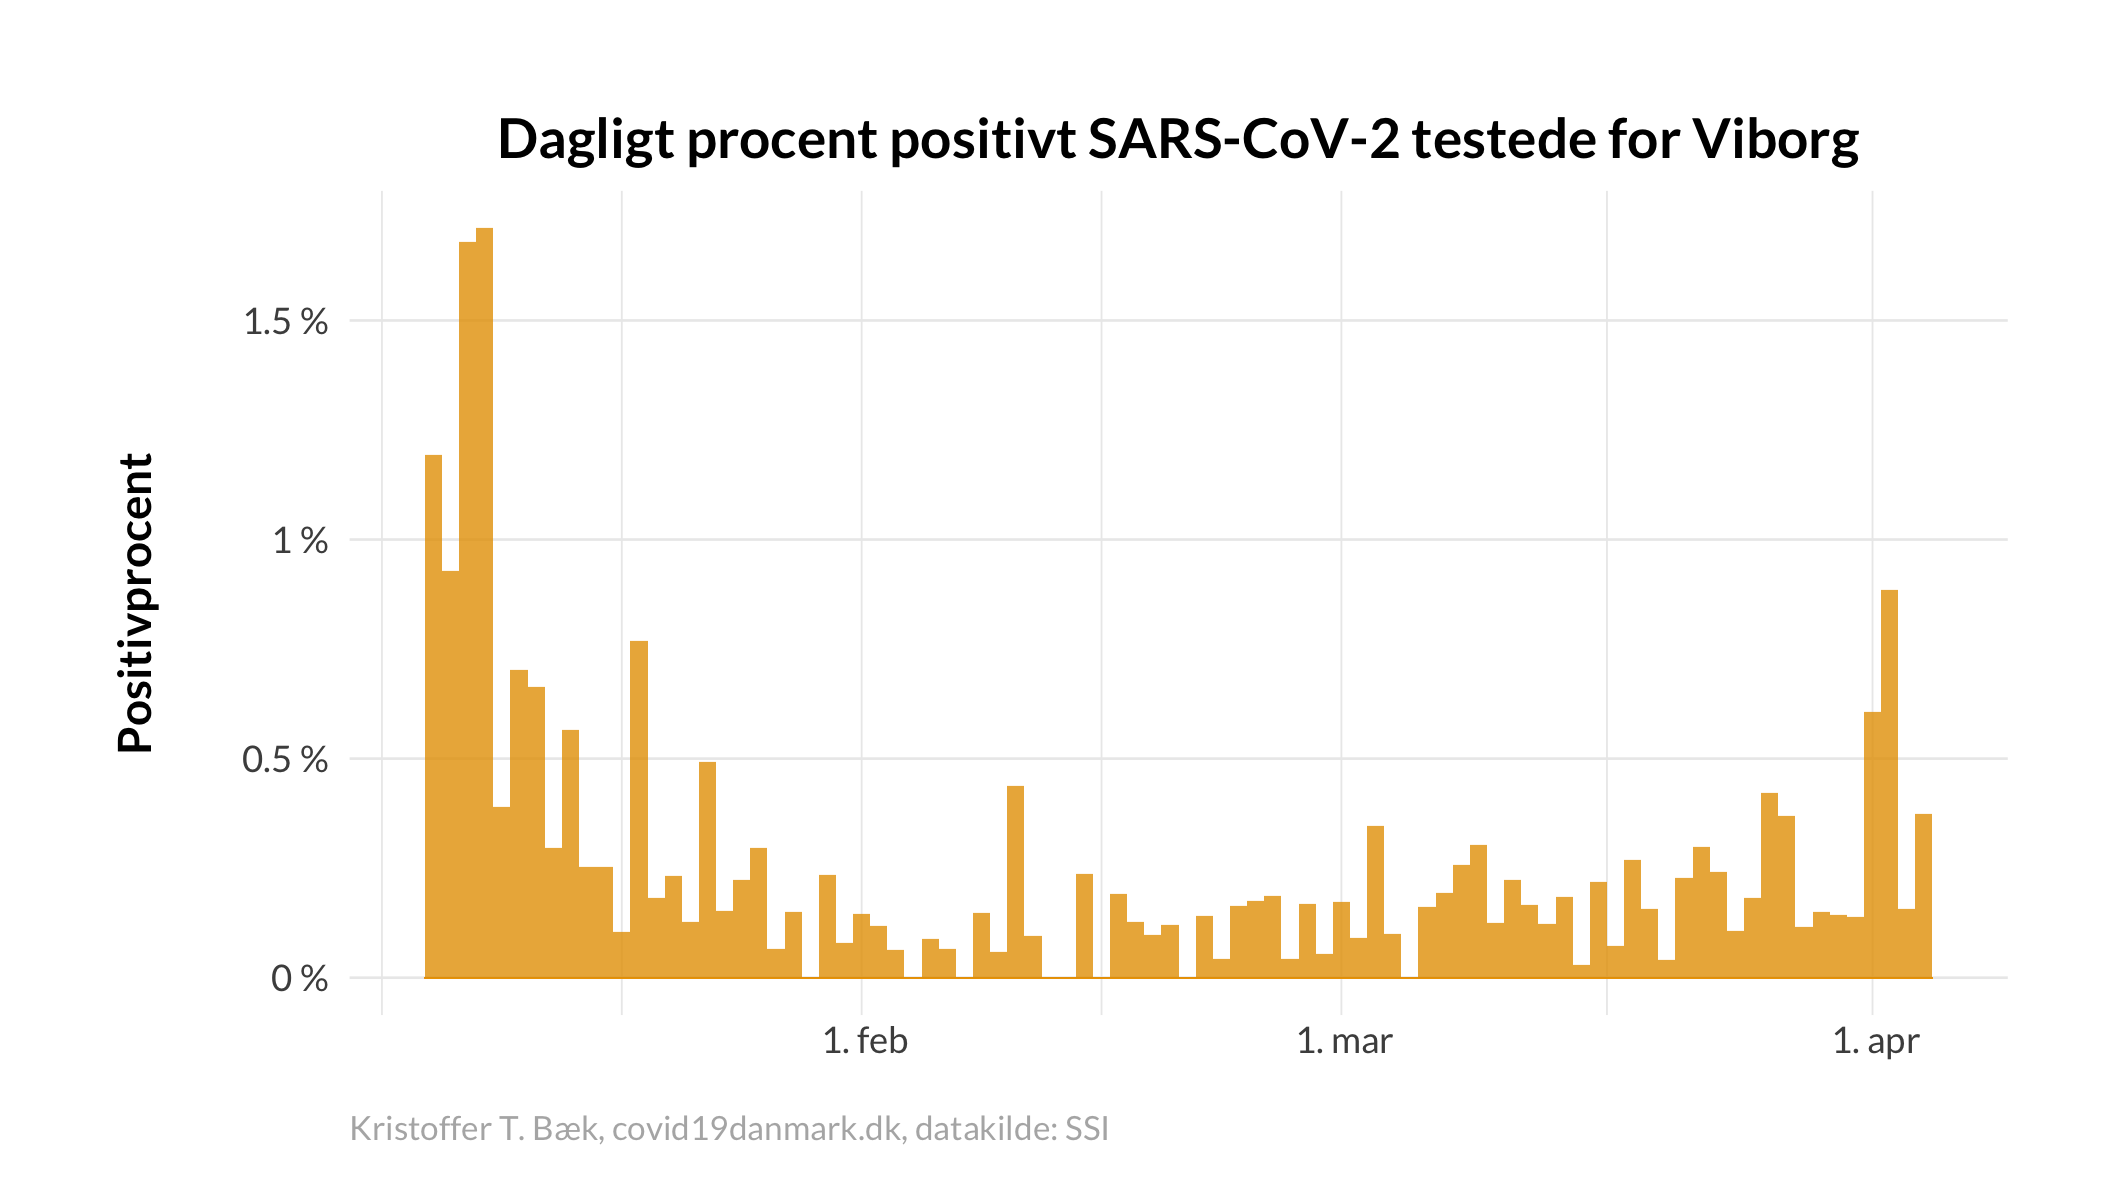 Dagligt procent positivt SARS-CoV-2 testede for Viborg
Positivprocent
1.5 %
1 %
0.5 %
0 %
1. feb
1. mar
1. apr
Kristoffer T. Bæk, covid19danmark.dk, datakilde: SSI